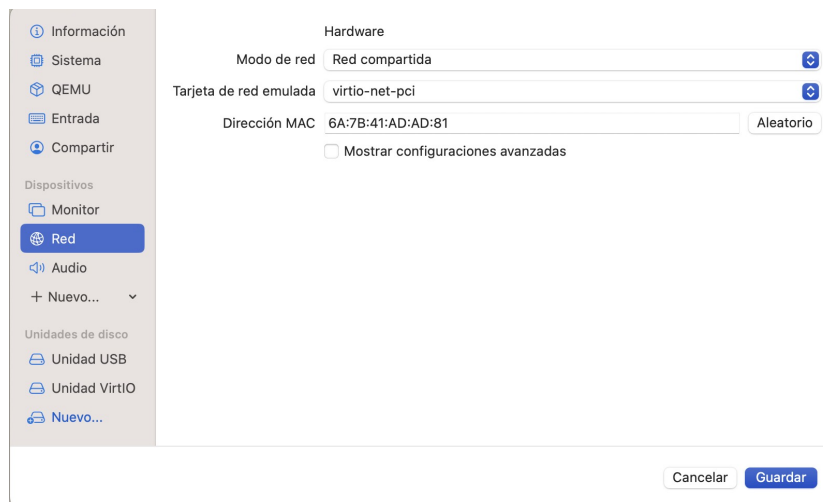 Información
Sistema
QEMU
Entrada
Compartir
Dispositivos
Monitor
Red
Audio
Nuevo...
Unidades de disco
Unidad USB
Unidad VirtIO
Nuevo...
Hardware
Modo de red Red compartida
Tarjeta de red emulada virtio-net-pci
Dirección MAC 6A:7B:41:AD:AD:81 Aleatorio
Mostrar configuraciones avanzadas
Cancelar Guardar